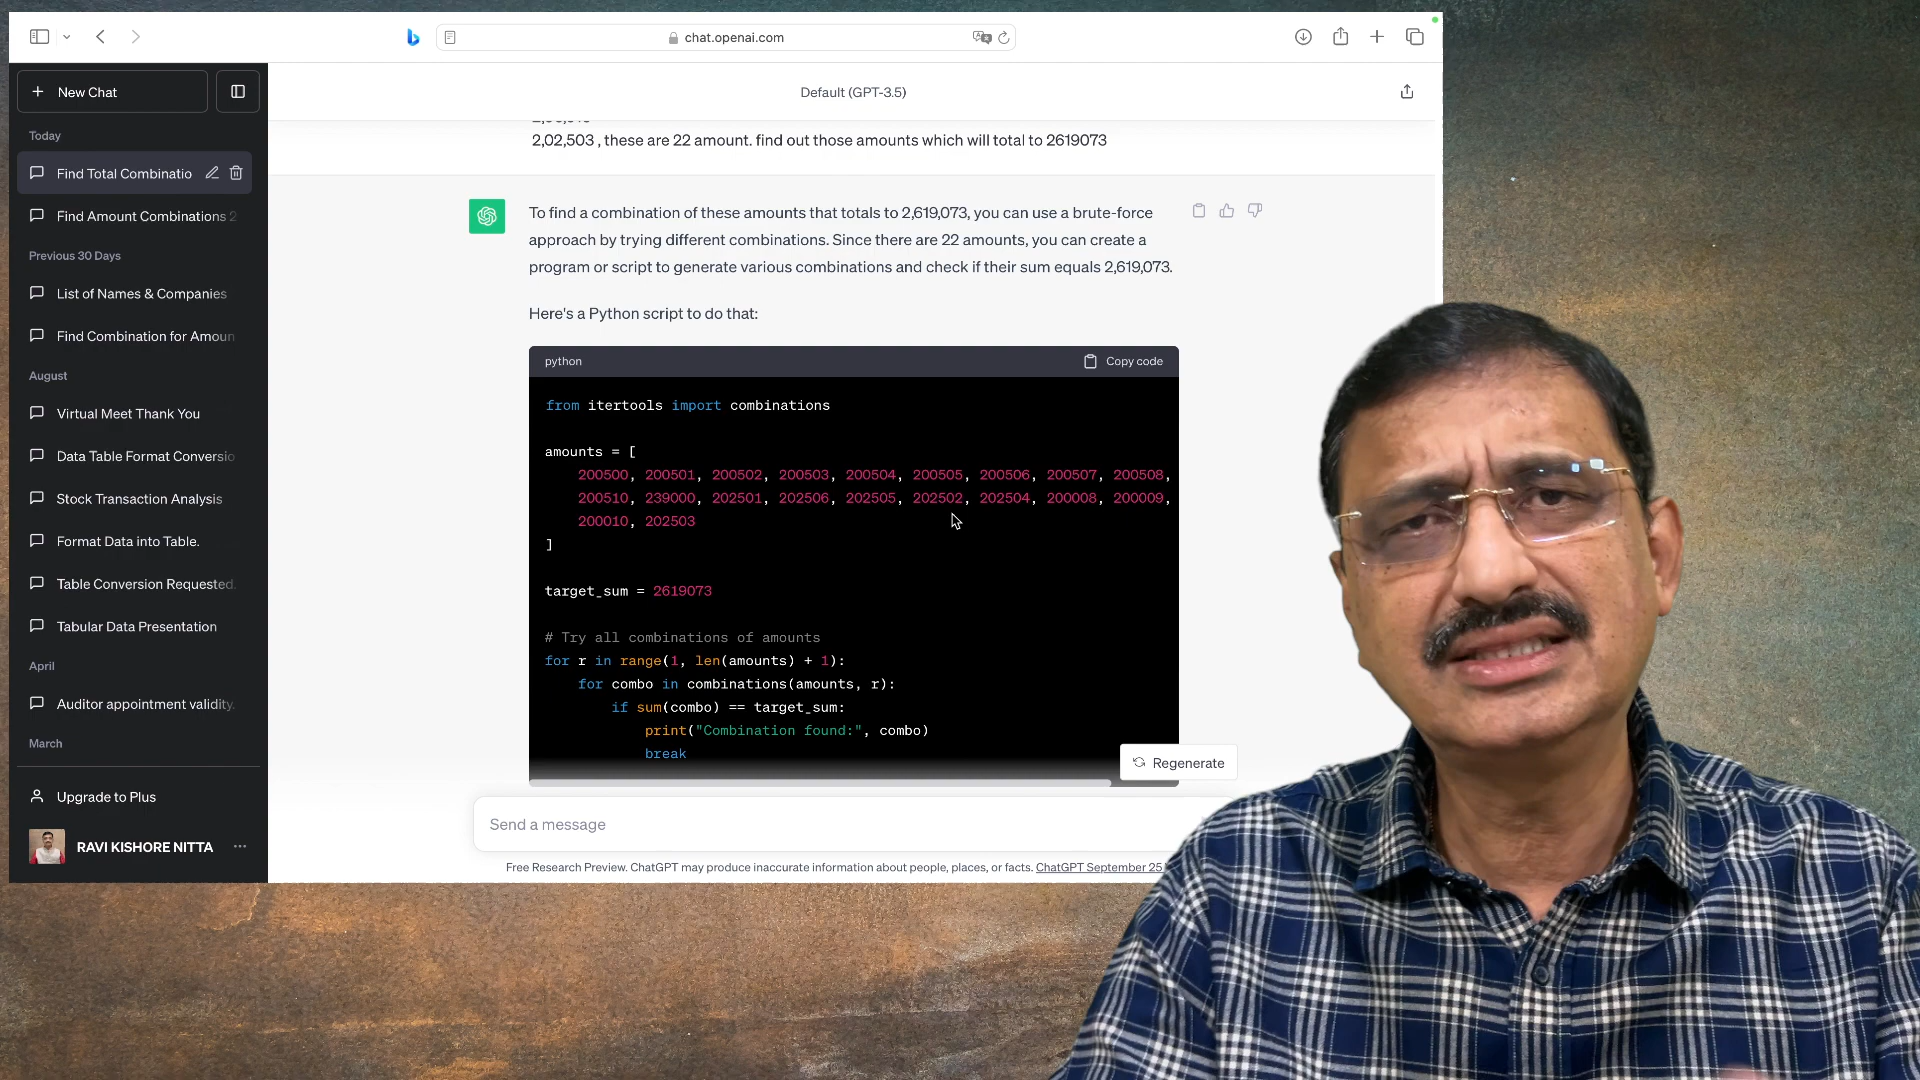 chat.openai.com
New Chat
Default (GPT-3.5)
Today
Find Total Combinatio
Find Amount Combinations 2
Previous 30 Days
List of Names & Companies
Find Combination for Amoun
August
Virtual Meet Thank You
Data Table Format Conversio
Stock Transaction Analysis
Format Data into Table.
Table Conversion Requested.
Tabular Data Presentation
April
Auditor appointment validity.
March
Upgrade to Plus
RAVI KISHORE NITTA
2,02,503 , these are 22 amount. find out those amounts which will total to 2619073
To find a combination of these amounts that totals to 2,619,073, you can use a brute-force
approach by trying different combinations. Since there are 22 amounts, you can create a
program or script to generate various combinations and check if their sum equals 2,619,073.
Here's a Python script to do that:
python
Copy code
from itertools import combinations
amounts = [
200500, 200501, 200502, 200503, 200504, 200505, 200506, 200507, 200508,
200510, 239000, 202501, 202506, 202505, 202502, 202504, 200008, 200009,
200010, 202503
]
target_sum = 2619073
# Try all combinations of amounts
for r in range(1, len(amounts) + 1):
for combo in combinations(amounts, r):
if sum(combo) == target_sum:
print("Combination found:", combo)
break
Regenerate
Send a message
Free Research Preview. ChatGPT may produce inaccurate information about people, places, or facts. ChatGPT September 25